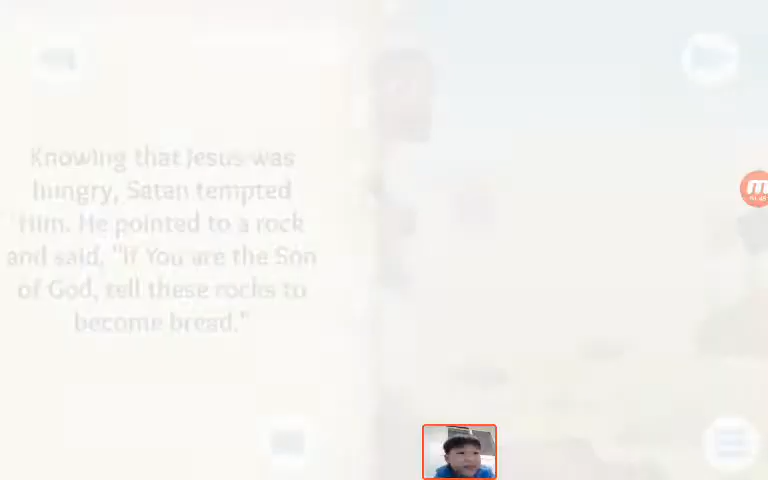 Knowing that Jesus was
hungry, Satan tempted
Him. He pointed to a rock
and said, "If You are the Son
of God, tell these rocks to
become bread."